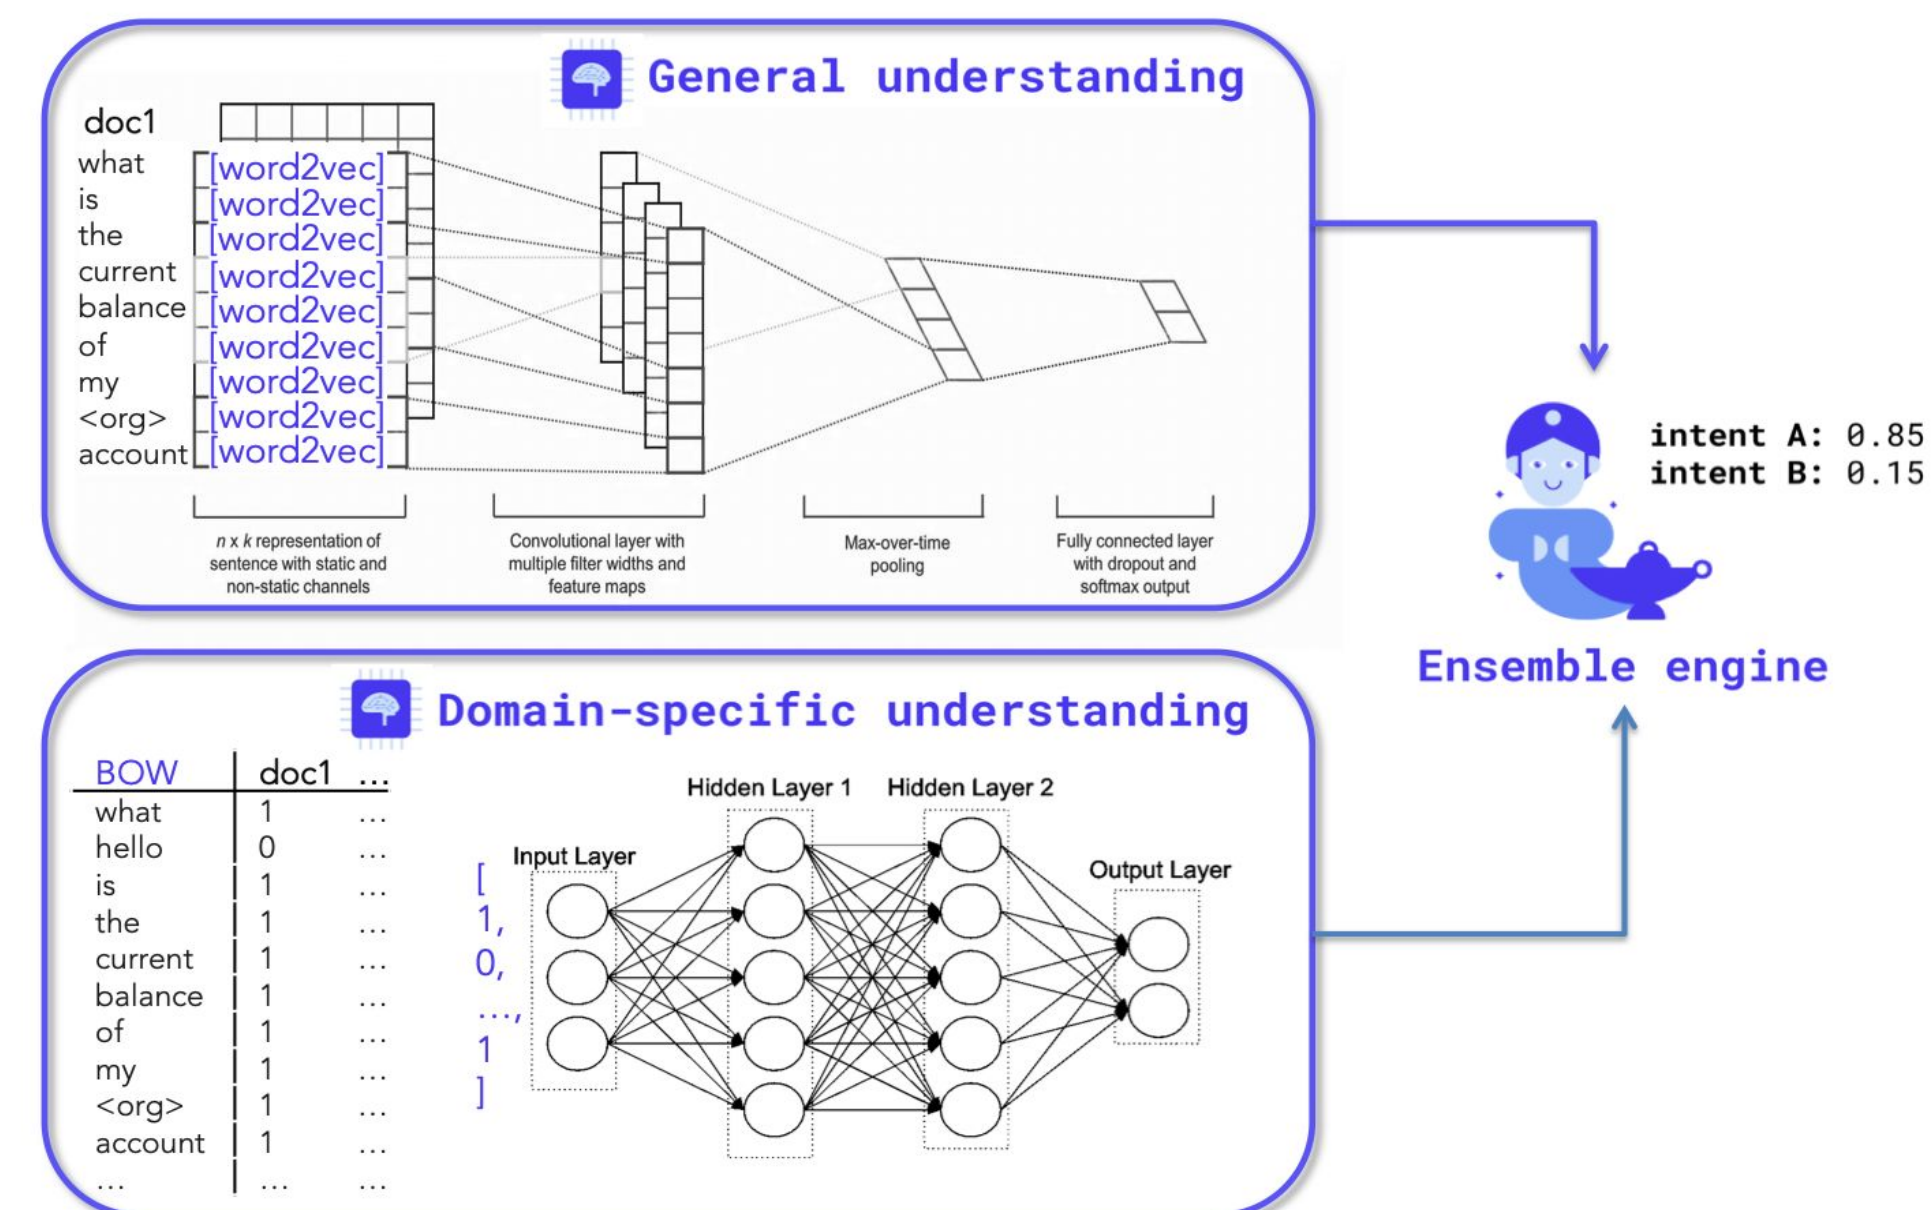 General understanding
doc1
what [word2vec]
is [word2vec]
the [word2vec]
current [word2vec]
balance [word2vec]
of [word2vec]
my [word2vec]
<org> [word2vec]
account [word2vec]
n x k representation of
sentence with static and
non-static channels
Convolutional layer with
multiple filter widths and
feature maps
Max-over-time
pooling
Fully connected layer
with dropout and
softmax output
intent A: 0.85
intent B: 0.15
Ensemble engine
Domain-specific understanding
BOW doc1 ...
what 1 ...
hello 0 ...
is 1 ...
the 1 ...
current 1 ...
balance 1 ...
of 1 ...
my 1 ...
<org> 1 ...
account 1 ...
... ... ...
[
1,
0,
...,
1
]
Input Layer
Hidden Layer 1
Hidden Layer 2
Output Layer